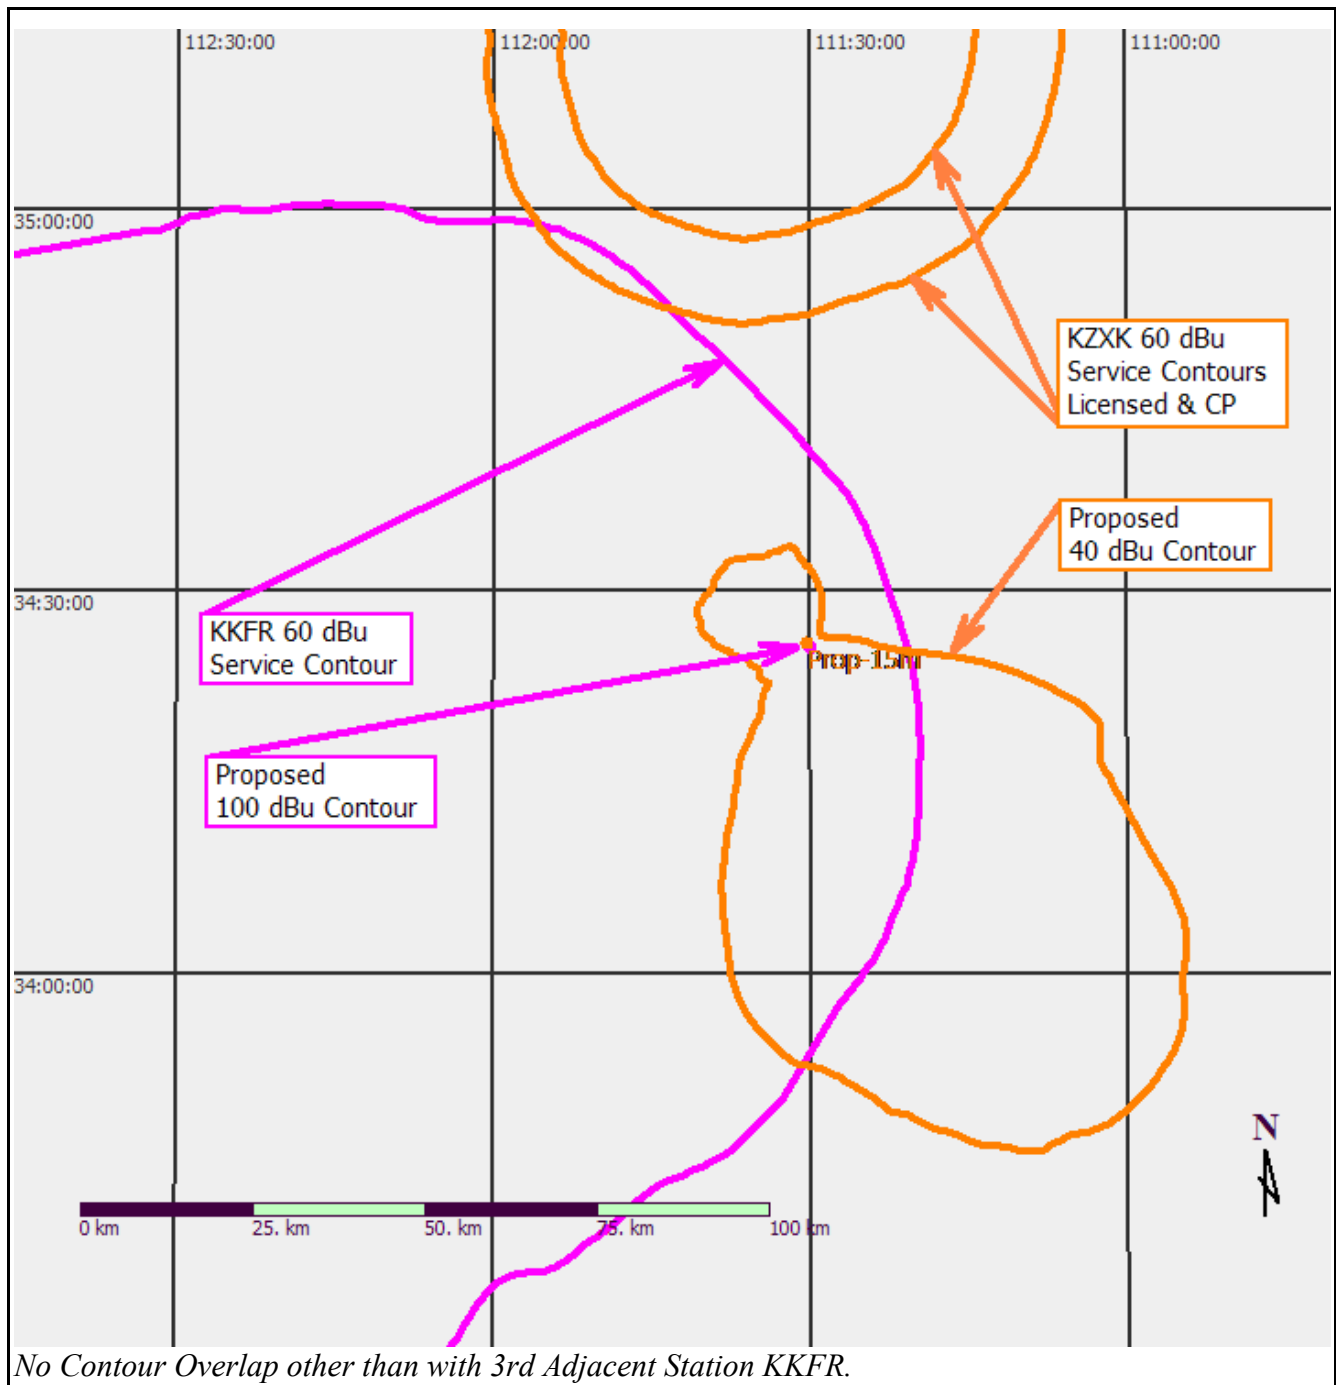 112:30:00
112:00:00
111:30:00
111:00:00
35:00:00
KZXK 60 dBu
Service Contours
Licensed & CP
Proposed
40 dBu Contour
34:30:00
KKFR 60 dBu
Service Contour
Prop-15m
Proposed
100 dBu Contour
34:00:00
N
0 km
25. km
50. km
75. km
100 km
No Contour Overlap other than with 3rd Adjacent Station KKFR.